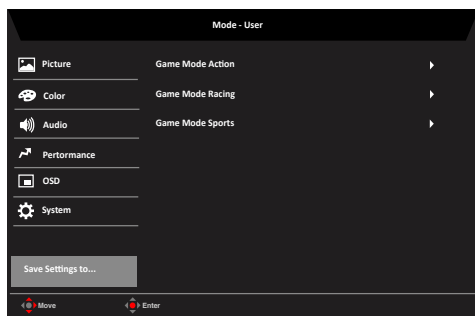 Mode - User
Picture
Game Mode Action
Color
Game Mode Racing
Audio
Game Mode Sports
Pertormance
OSD
System
Save Settings to...
Move
Enter